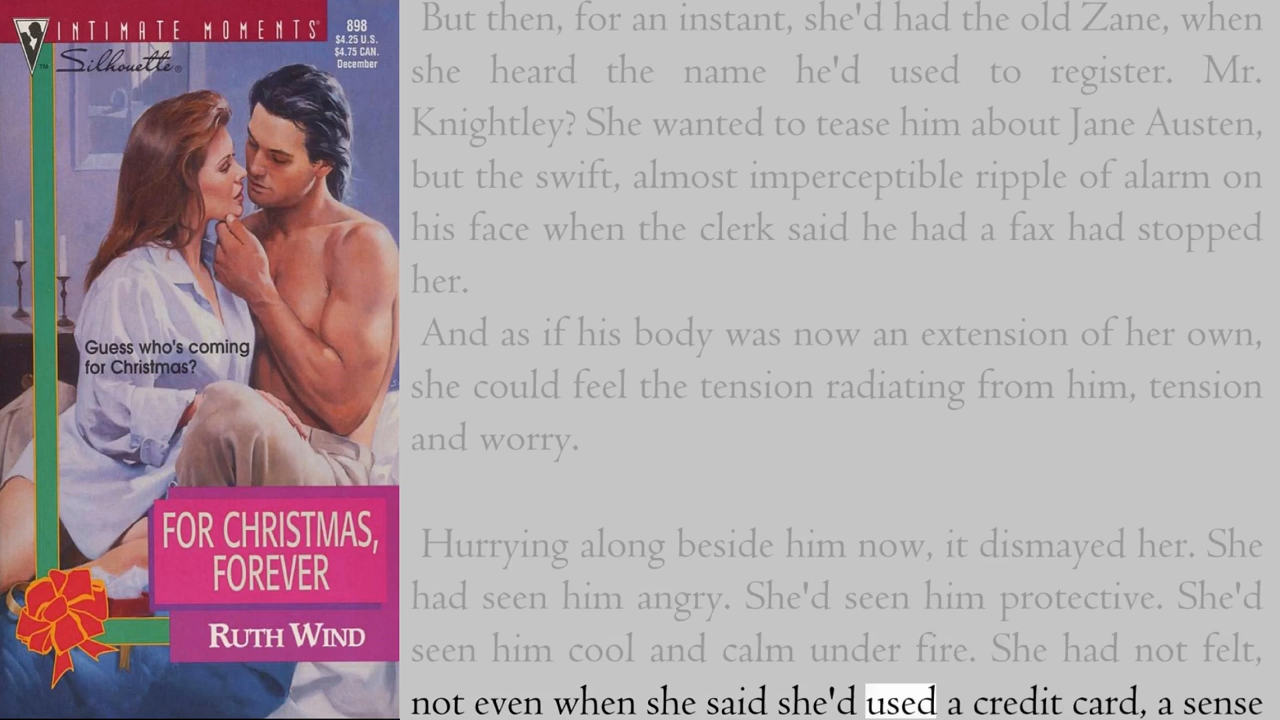 INTIMATE MOMENTS®
898
$4.25 U.S.
$4.75 CAN.
December
™ Silhouette®
Guess who's coming
for Christmas?
FOR CHRISTMAS,
FOREVER
RUTH WIND
But then, for an instant, she'd had the old Zane, when
she heard the name he'd used to register. Mr.
Knightley? She wanted to tease him about Jane Austen,
but the swift, almost imperceptible ripple of alarm on
his face when the clerk said he had a fax had stopped
her.
And as if his body was now an extension of her own,
she could feel the tension radiating from him, tension
and worry.
Hurrying along beside him now, it dismayed her. She
had seen him angry. She'd seen him protective. She'd
seen him cool and calm under fire. She had not felt,
not even when she said she'd used a credit card, a sense